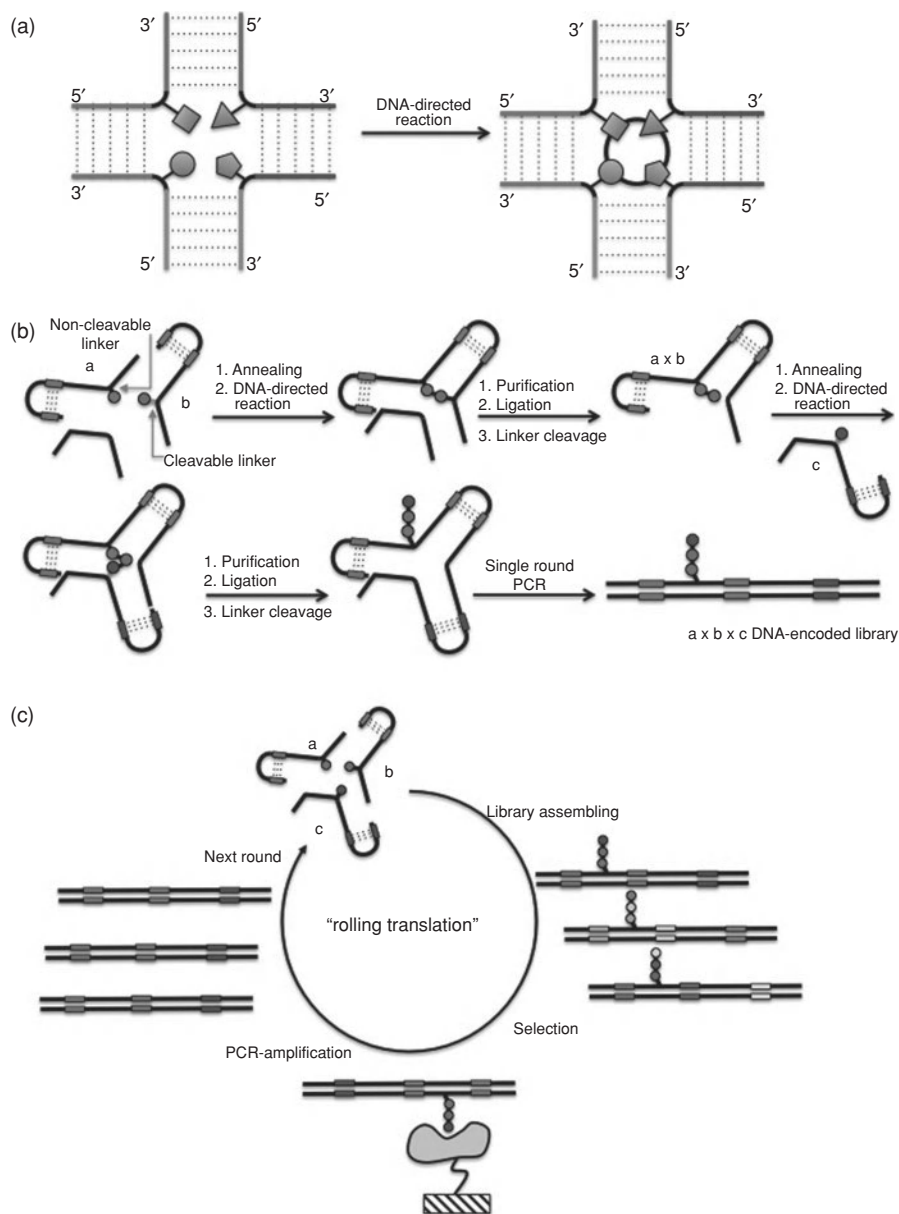 (a)
3′ 5′ 3′ 5′
5′ 3′ DNA-directed reaction 5′ 3′
3′ 5′ 3′ 5′
5′ 3′ 5′ 3′
(b)
Non-cleavable
linker
a
b
Cleavable linker
1. Annealing
2. DNA-directed
reaction
1. Purification
2. Ligation
3. Linker cleavage
a x b
1. Annealing
2. DNA-directed
reaction
c
1. Purification
2. Ligation
3. Linker cleavage
Single round
PCR
a x b x c DNA-encoded library
(c)
a
b
c
Library assembling
Next round
“rolling translation”
Selection
PCR-amplification